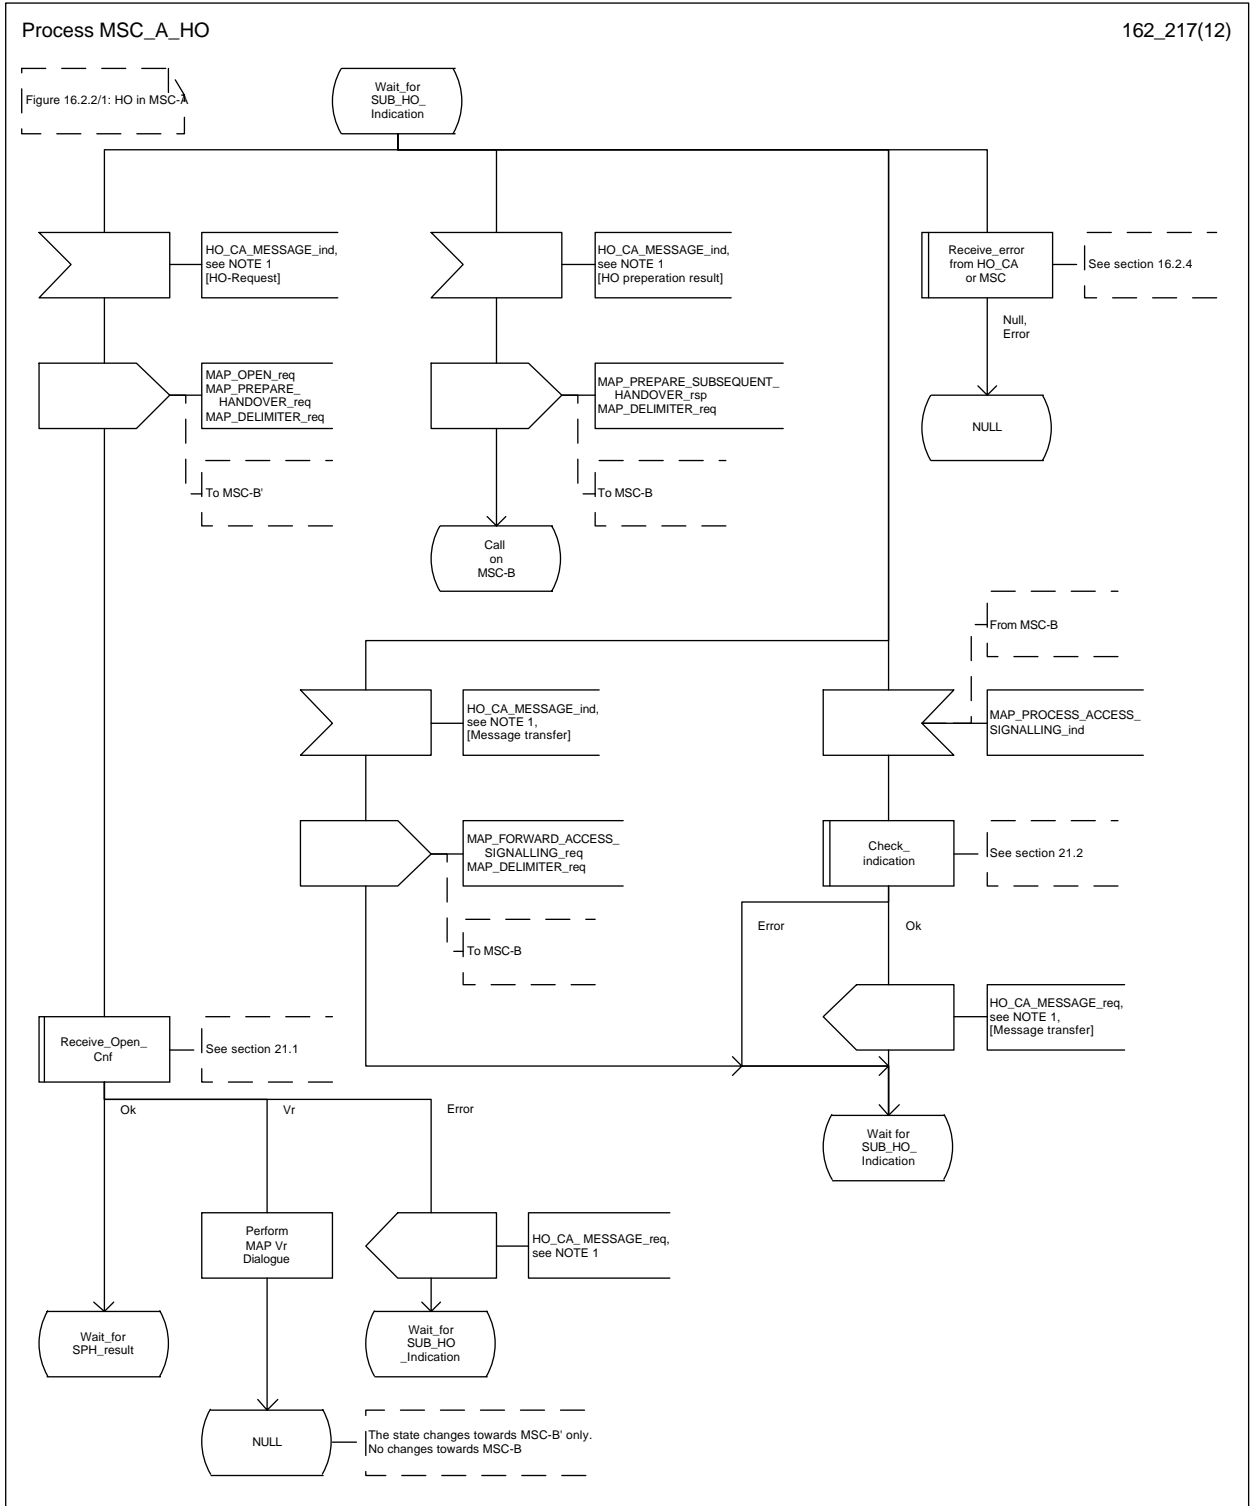 Process MSC_A_HO
162_217(12)
Figure 16.2.2/1: HO in MSC-A
Wait_for
SUB_HO_
Indication
HO_CA_MESSAGE_ind,
see NOTE 1
[HO-Request]
HO_CA_MESSAGE_ind,
see NOTE 1
[HO preperation result]
Receive_error
from HO_CA
or MSC
See section 16.2.4
Null,
Error
MAP_OPEN_req
MAP_PREPARE_
HANDOVER_req
MAP_DELIMITER_req
MAP_PREPARE_SUBSEQUENT_
HANDOVER_rsp
MAP_DELIMITER_req
NULL
To MSC-B'
To MSC-B
Call
on
MSC-B
From MSC-B
HO_CA_MESSAGE_ind,
see NOTE 1,
[Message transfer]
MAP_PROCESS_ACCESS_
SIGNALLING_ind
MAP_FORWARD_ACCESS_
SIGNALLING_req
MAP_DELIMITER_req
Check_
indication
See section 21.2
Error
Ok
To MSC-B
HO_CA_MESSAGE_req,
see NOTE 1,
[Message transfer]
Receive_Open_
Cnf
See section 21.1
Ok
Vr
Error
Wait for
SUB_HO_
Indication
Perform
MAP Vr
Dialogue
HO_CA_ MESSAGE_req,
see NOTE 1
Wait_for
SPH_result
Wait_for
SUB_HO
_Indication
NULL
The state changes towards MSC-B' only.
No changes towards MSC-B